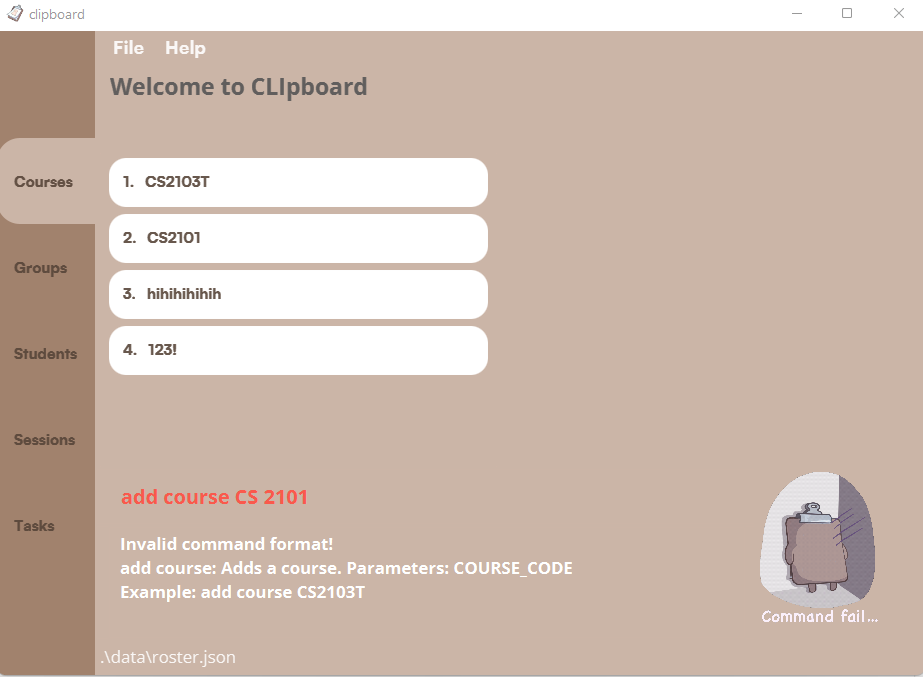 clipboard
File Help
Welcome to CLIpboard
Courses
1. CS2103T
2. CS2101
Groups
3. hihihihihih
Students
4. 123!
Sessions
add course CS 2101
Tasks
Invalid command format!
add course: Adds a course. Parameters: COURSE_CODE
Example: add course CS2103T
Command fail...
.\data\roster.json